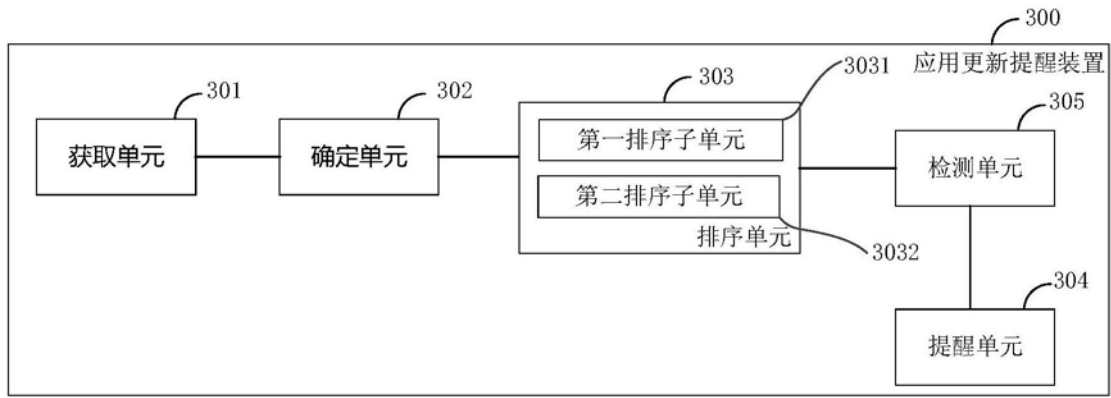 300
应用更新提醒装置
301
获取单元
302
确定单元
303
3031
第一排序子单元
第二排序子单元
排序单元
3032
305
检测单元
304
提醒单元